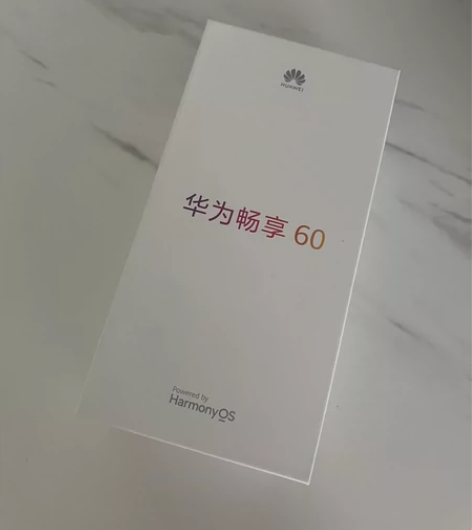 HUAWEI
华为畅享 60
Powered by
HarmonyOS